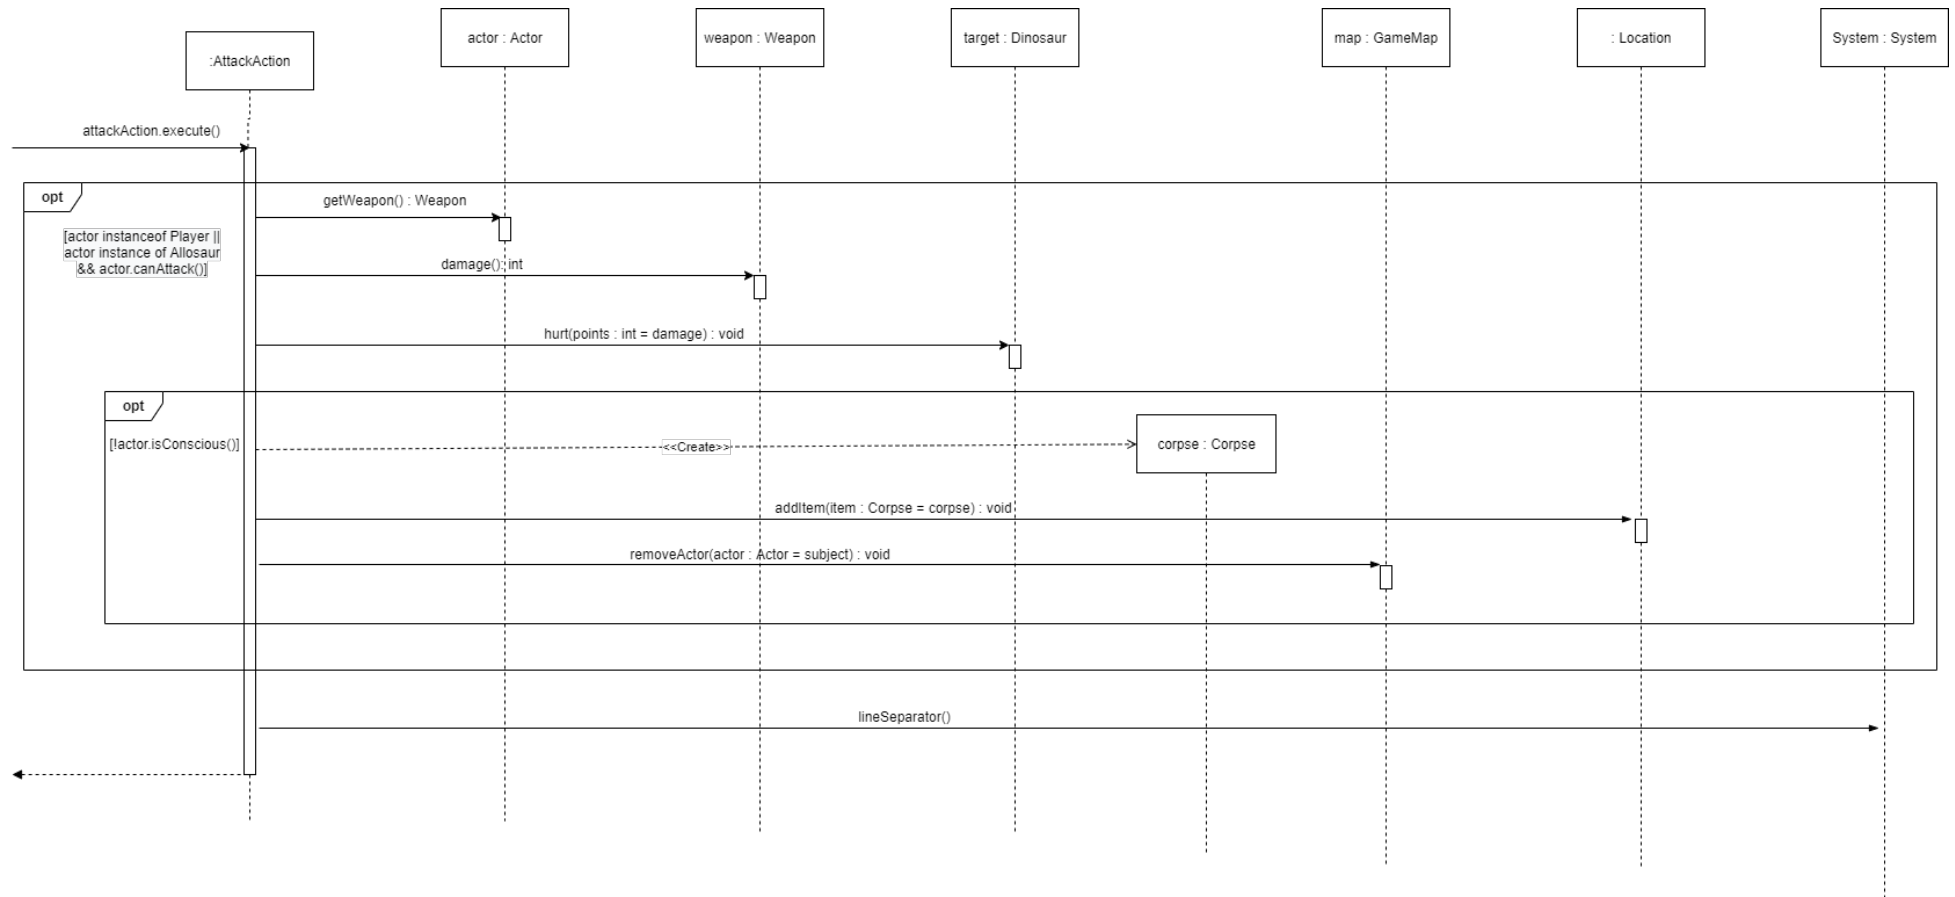 actor : Actor
weapon : Weapon
target : Dinosaur
map : GameMap
: Location
System : System
:AttackAction
attackAction.execute()
opt
getWeapon() : Weapon
[actor instanceof Player ||
actor instance of Allosaur
&& actor.canAttack()]
damage(): int
hurt(points : int = damage) : void
opt
[!actor.isConscious()]
<<Create>>
corpse : Corpse
addItem(item : Corpse = corpse) : void
removeActor(actor : Actor = subject) : void
lineSeparator()